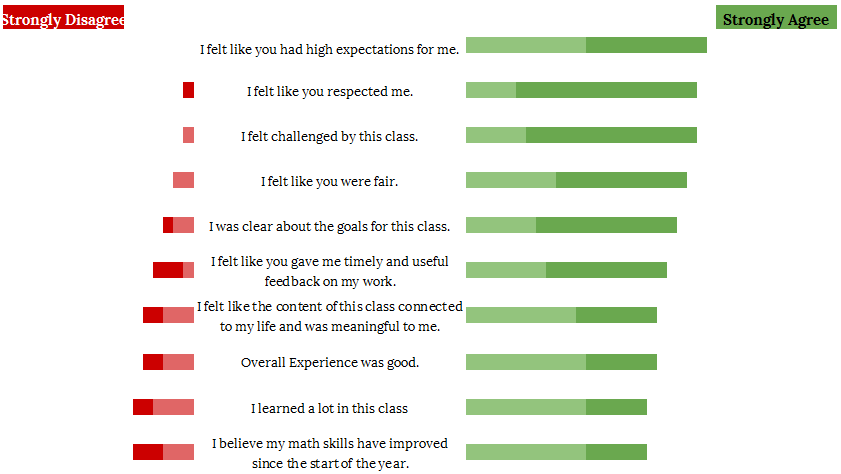 Strongly Disagree
Strongly Agree
I felt like you had high expectations for me.
I felt like you respected me.
I felt challenged by this class.
I felt like you were fair.
I was clear about the goals for this class.
I felt like you gave me timely and useful
feedback on my work.
I felt like the content of this class connected
to my life and was meaningful to me.
Overall Experience was good.
I learned a lot in this class
I believe my math skills have improved
since the start of the year.